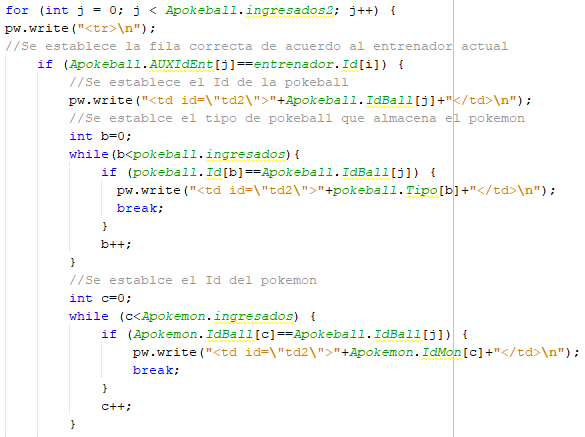 for (int j = 0; j < Apokeball.ingresados2; j++) {
pw.write("<tr>\n");
//Se establece la fila correcta de acuerdo al entrenador actual
if (Apokeball.AUXIdEnt[j]==entrenador.Id[i]) {
//Se establece el Id de la pokeball
pw.write("<td id=\"td2\">"+Apokeball.IdBall[j]+"</td>\n");
//Se establce el tipo de pokeball que almacena el pokemon
int b=0;
while(b<pokeball.ingresados){
if (pokeball.Id[b]==Apokeball.IdBall[j]) {
pw.write("<td id=\"td2\">"+pokeball.Tipo[b]+"</td>\n");
break;
}
b++;
}
//Se establce el Id del pokemon
int c=0;
while (c<Apokemon.ingresados) {
if (Apokemon.IdBall[c]==Apokeball.IdBall[j]) {
pw.write("<td id=\"td2\">"+Apokemon.IdMon[c]+"</td>\n");
break;
}
c++;
}